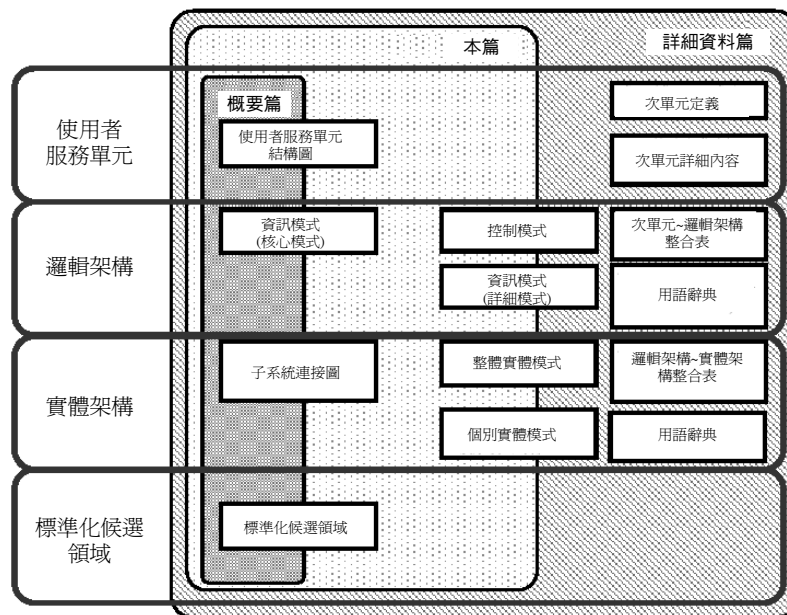 本篇
詳細資料篇
概要篇
使用者
服務單元
使用者服務單元
結構圖
次單元定義
次單元詳細內容
邏輯架構
資訊模式
(核心模式)
控制模式
次單元~邏輯架構
整合表
資訊模式
(詳細模式)
用語辭典
實體架構
子系統連接圖
整體實體模式
邏輯架構~實體架
構整合表
個別實體模式
用語辭典
標準化候選
領域
標準化候選領域